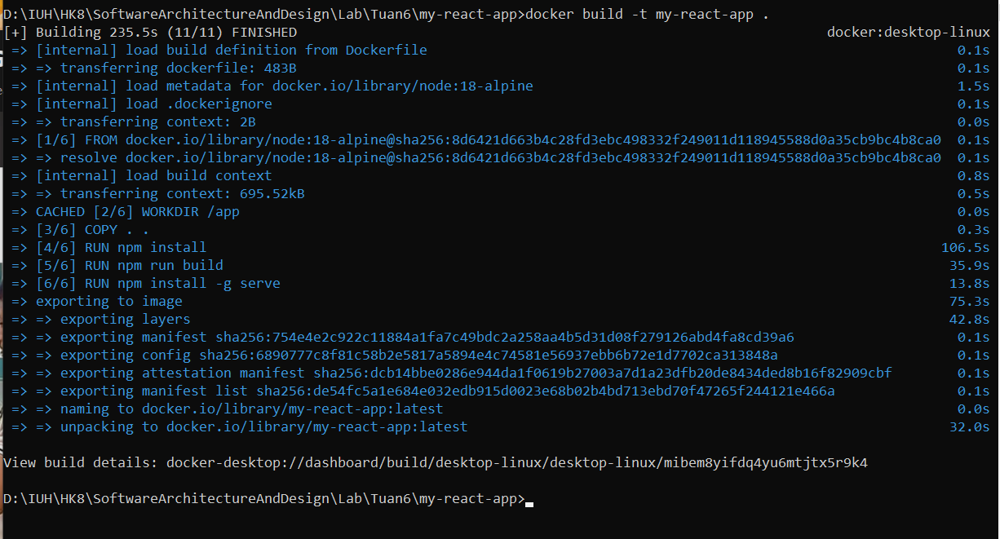 D:\IUH\HK8\SoftwareArchitectureAndDesign\Lab\Tuan6\my-react-app>docker build -t my-react-app .
[+] Building 235.5s (11/11) FINISHED docker:desktop-linux
=> [internal] load build definition from Dockerfile 0.1s
=> => transferring dockerfile: 483B 0.1s
=> [internal] load metadata for docker.io/library/node:18-alpine 1.5s
=> [internal] load .dockerignore 0.1s
=> => transferring context: 2B 0.0s
=> [1/6] FROM docker.io/library/node:18-alpine@sha256:8d6421d663b4c28fd3ebc498332f249011d118945588d0a35cb9bc4b8ca0 0.1s
=> => resolve docker.io/library/node:18-alpine@sha256:8d6421d663b4c28fd3ebc498332f249011d118945588d0a35cb9bc4b8ca0 0.1s
=> [internal] load build context 0.8s
=> => transferring context: 695.52kB 0.5s
=> CACHED [2/6] WORKDIR /app 0.0s
=> [3/6] COPY . . 0.3s
=> [4/6] RUN npm install 106.5s
=> [5/6] RUN npm run build 35.9s
=> [6/6] RUN npm install -g serve 13.8s
=> exporting to image 75.3s
=> => exporting layers 42.8s
=> => exporting manifest sha256:754e4e2c922c11884a1fa7c49bdc2a258aa4b5d31d08f279126abd4fa8cd39a6 0.1s
=> => exporting config sha256:6890777c8f81c58b2e5817a5894e4c74581e56937ebb6b72e1d7702ca313848a 0.1s
=> => exporting attestation manifest sha256:dcb14bbe0286e944da1f0619b27003a7d1a23dfb20de8434ded8b16f82909cbf 0.1s
=> => exporting manifest list sha256:de54fc5a1e684e032edb915d0023e68b02b4bd713ebd70f47265f244121e466a 0.1s
=> => naming to docker.io/library/my-react-app:latest 0.0s
=> => unpacking to docker.io/library/my-react-app:latest 32.0s
View build details: docker-desktop://dashboard/build/desktop-linux/desktop-linux/mibem8yifdq4yu6mtjtx5r9k4
D:\IUH\HK8\SoftwareArchitectureAndDesign\Lab\Tuan6\my-react-app>